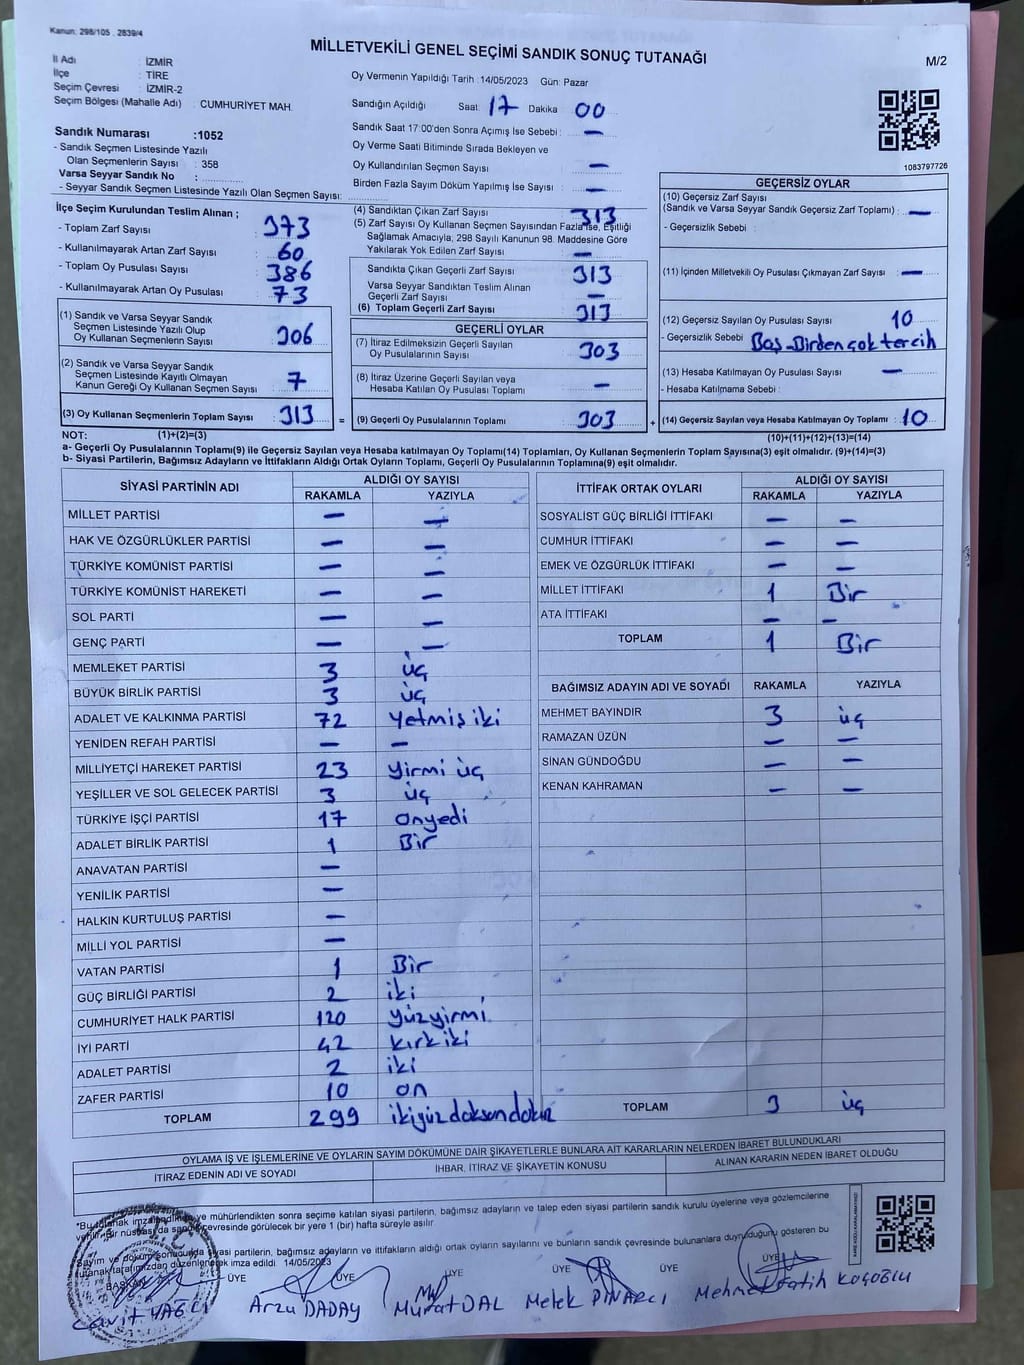 Kanun: 298/105 , 2839/4
MİLLETVEKİLİ GENEL SEÇİMİ SANDIK SONUÇ TUTANAĞI
M/2
İl Adı : İZMİR
İlçe : TİRE
Seçim Çevresi : İZMİR-2
Seçim Bölgesi (Mahalle Adı) : CUMHURİYET MAH.
Sandık Numarası :1052
- Sandık Seçmen Listesinde Yazılı
Olan Seçmenlerin Sayısı : 358
Varsa Seyyar Sandık No :
- Seyyar Sandık Seçmen Listesinde Yazılı Olan Seçmen Sayısı:
Oy Vermenin Yapıldığı Tarih :14/05/2023 Gün: Pazar
Sandığın Açıldığı Saat: 17 Dakika 00
Sandık Saat 17:00'den Sonra Açımış İse Sebebi : —
Oy Verme Saati Bitiminde Sırada Bekleyen ve
Oy Kullandırılan Seçmen Sayısı —
Birden Fazla Sayım Döküm Yapılmış İse Sayısı —
1083797726
İlçe Seçim Kurulundan Teslim Alınan ;
- Toplam Zarf Sayısı : 373
- Kullanılmayarak Artan Zarf Sayısı : 60
- Toplam Oy Pusulası Sayısı : 386
- Kullanılmayarak Artan Oy Pusulası : 73
(1) Sandık ve Varsa Seyyar Sandık
Seçmen Listesinde Yazılı Olup
Oy Kullanan Seçmenlerin Sayısı : 306
(2) Sandık ve Varsa Seyyar Sandık
Seçmen Listesinde Kayıtlı Olmayan
Kanun Gereği Oy Kullanan Seçmen Sayısı : 7
(3) Oy Kullanan Seçmenlerin Toplam Sayısı : 313 =
(4) Sandıktan Çıkan Zarf Sayısı 313
(5) Zarf Sayısı Oy Kullanan Seçmen Sayısından Fazla ise, Eşitliği
Sağlamak Amacıyla, 298 Sayılı Kanunun 98. Maddesine Göre
Yakılarak Yok Edilen Zarf Sayısı : —
Sandıkta Çıkan Geçerli Zarf Sayısı : 313
Varsa Seyyar Sandıktan Teslim Alınan
Geçerli Zarf Sayısı : —
(6) Toplam Geçerli Zarf Sayısı : 313
GEÇERLİ OYLAR
(7) İtiraz Edilmeksizin Geçerli Sayılan
Oy Pusulalarının Sayısı : 303
(8) İtiraz Üzerine Geçerli Sayılan veya
Hesaba Katılan Oy Pusulası Toplamı : —
(9) Geçerli Oy Pusulalarının Toplamı : 303 +
GEÇERSİZ OYLAR
(10) Geçersiz Zarf Sayısı
(Sandık ve Varsa Seyyar Sandık Geçersiz Zarf Toplamı) : —
- Geçersizlik Sebebi :
(11) İçinden Milletvekili Oy Pusulası Çıkmayan Zarf Sayısı : —
(12) Geçersiz Sayılan Oy Pusulası Sayısı : 10
- Geçersizlik Sebebi : Boş - Birden çok tercih
(13) Hesaba Katılmayan Oy Pusulası Sayısı : —
- Hesaba Katılmama Sebebi :
(14) Geçersiz Sayılan veya Hesaba Katılmayan Oy Toplamı : 10
NOT: (1)+(2)=(3)
(10)+(11)+(12)+(13)=(14)
a- Geçerli Oy Pusulalarının Toplamı(9) ile Geçersiz Sayılan veya Hesaba Katılmayan Oy Toplamı(14) Toplamları, Oy Kullanan Seçmenlerin Toplam Sayısına(3) eşit olmalıdır. (9)+(14)=(3)
b- Siyasi Partilerin, Bağımsız Adayların ve İttifakların Aldığı Ortak Oyların Toplamı, Geçerli Oy Pusulalarının Toplamına(9) eşit olmalıdır.
SİYASİ PARTİNİN ADI ALDIĞI OY SAYISI
RAKAMLA YAZIYLA
MİLLET PARTİSİ — —
HAK VE ÖZGÜRLÜKLER PARTİSİ — —
TÜRKİYE KOMÜNİST PARTİSİ — —
TÜRKİYE KOMÜNİST HAREKETİ — —
SOL PARTİ — —
GENÇ PARTİ — —
MEMLEKET PARTİSİ 3 üç
BÜYÜK BİRLİK PARTİSİ 3 üç
ADALET VE KALKINMA PARTİSİ 72 Yetmiş iki
YENİDEN REFAH PARTİSİ — —
MİLLİYETÇİ HAREKET PARTİSİ 23 Yirmi üç
YEŞİLLER VE SOL GELECEK PARTİSİ 3 üç
TÜRKİYE İŞÇİ PARTİSİ 17 onyedi
ADALET BİRLİK PARTİSİ 1 Bir
ANAVATAN PARTİSİ —
YENİLİK PARTİSİ —
HALKIN KURTULUŞ PARTİSİ —
MİLLİ YOL PARTİSİ —
VATAN PARTİSİ 1 Bir
GÜÇ BİRLİĞİ PARTİSİ 2 iki
CUMHURİYET HALK PARTİSİ 120 Yüzyirmi
İYİ PARTİ 42 kırk iki
ADALET PARTİSİ 2 iki
ZAFER PARTİSİ 10 on
TOPLAM 299 ikiyüz doksan dokuz
İTTİFAK ORTAK OYLARI ALDIĞI OY SAYISI
RAKAMLA YAZIYLA
SOSYALİST GÜÇ BİRLİĞİ İTTİFAKI — —
CUMHUR İTTİFAKI — —
EMEK VE ÖZGÜRLÜK İTTİFAKI — —
MİLLET İTTİFAKI 1 Bir
ATA İTTİFAKI — —
TOPLAM 1 Bir
BAĞIMSIZ ADAYIN ADI VE SOYADI RAKAMLA YAZIYLA
MEHMET BAYINDIR 3 üç
RAMAZAN ÜZÜN — —
SİNAN GÜNDOĞDU — —
KENAN KAHRAMAN — —
TOPLAM 3 üç
OYLAMA İŞ VE İŞLEMLERİNE VE OYLARIN SAYIM DÖKÜMÜNE DAİR ŞİKAYETLERLE BUNLARA AİT KARARLARIN NELERDEN İBARET BULUNDUKLARI
İTİRAZ EDENİN ADI VE SOYADI İHBAR, İTİRAZ VE ŞİKAYETİN KONUSU ALINAN KARARIN NEDEN İBARET OLDUĞU
ve mühürlendikten sonra seçime katılan siyasi partilerin, bağımsız adayların ve talep eden siyasi partilerin sandık kurulu üyelerine veya gözlemcilerine
çevresinde görülecek bir yere 1 (bir) hafta süreyle asılır
Sayım ve döküm sonucunda siyasi partilerin, bağımsız adayların ve ittifakların aldığı ortak oyların sayılarını ve bunların sandık çevresinde bulunanlara duyrulduğunu gösteren bu
tutanak tarafımızdan düzenlenerek imza edildi. 14/05/2023
BAŞKAN ÜYE ÜYE ÜYE ÜYE ÜYE ÜYE
Cavit YAĞCI Arzu DADAY Murat DAL Melek PINARCI Mehmet Fatih KOÇOĞLU